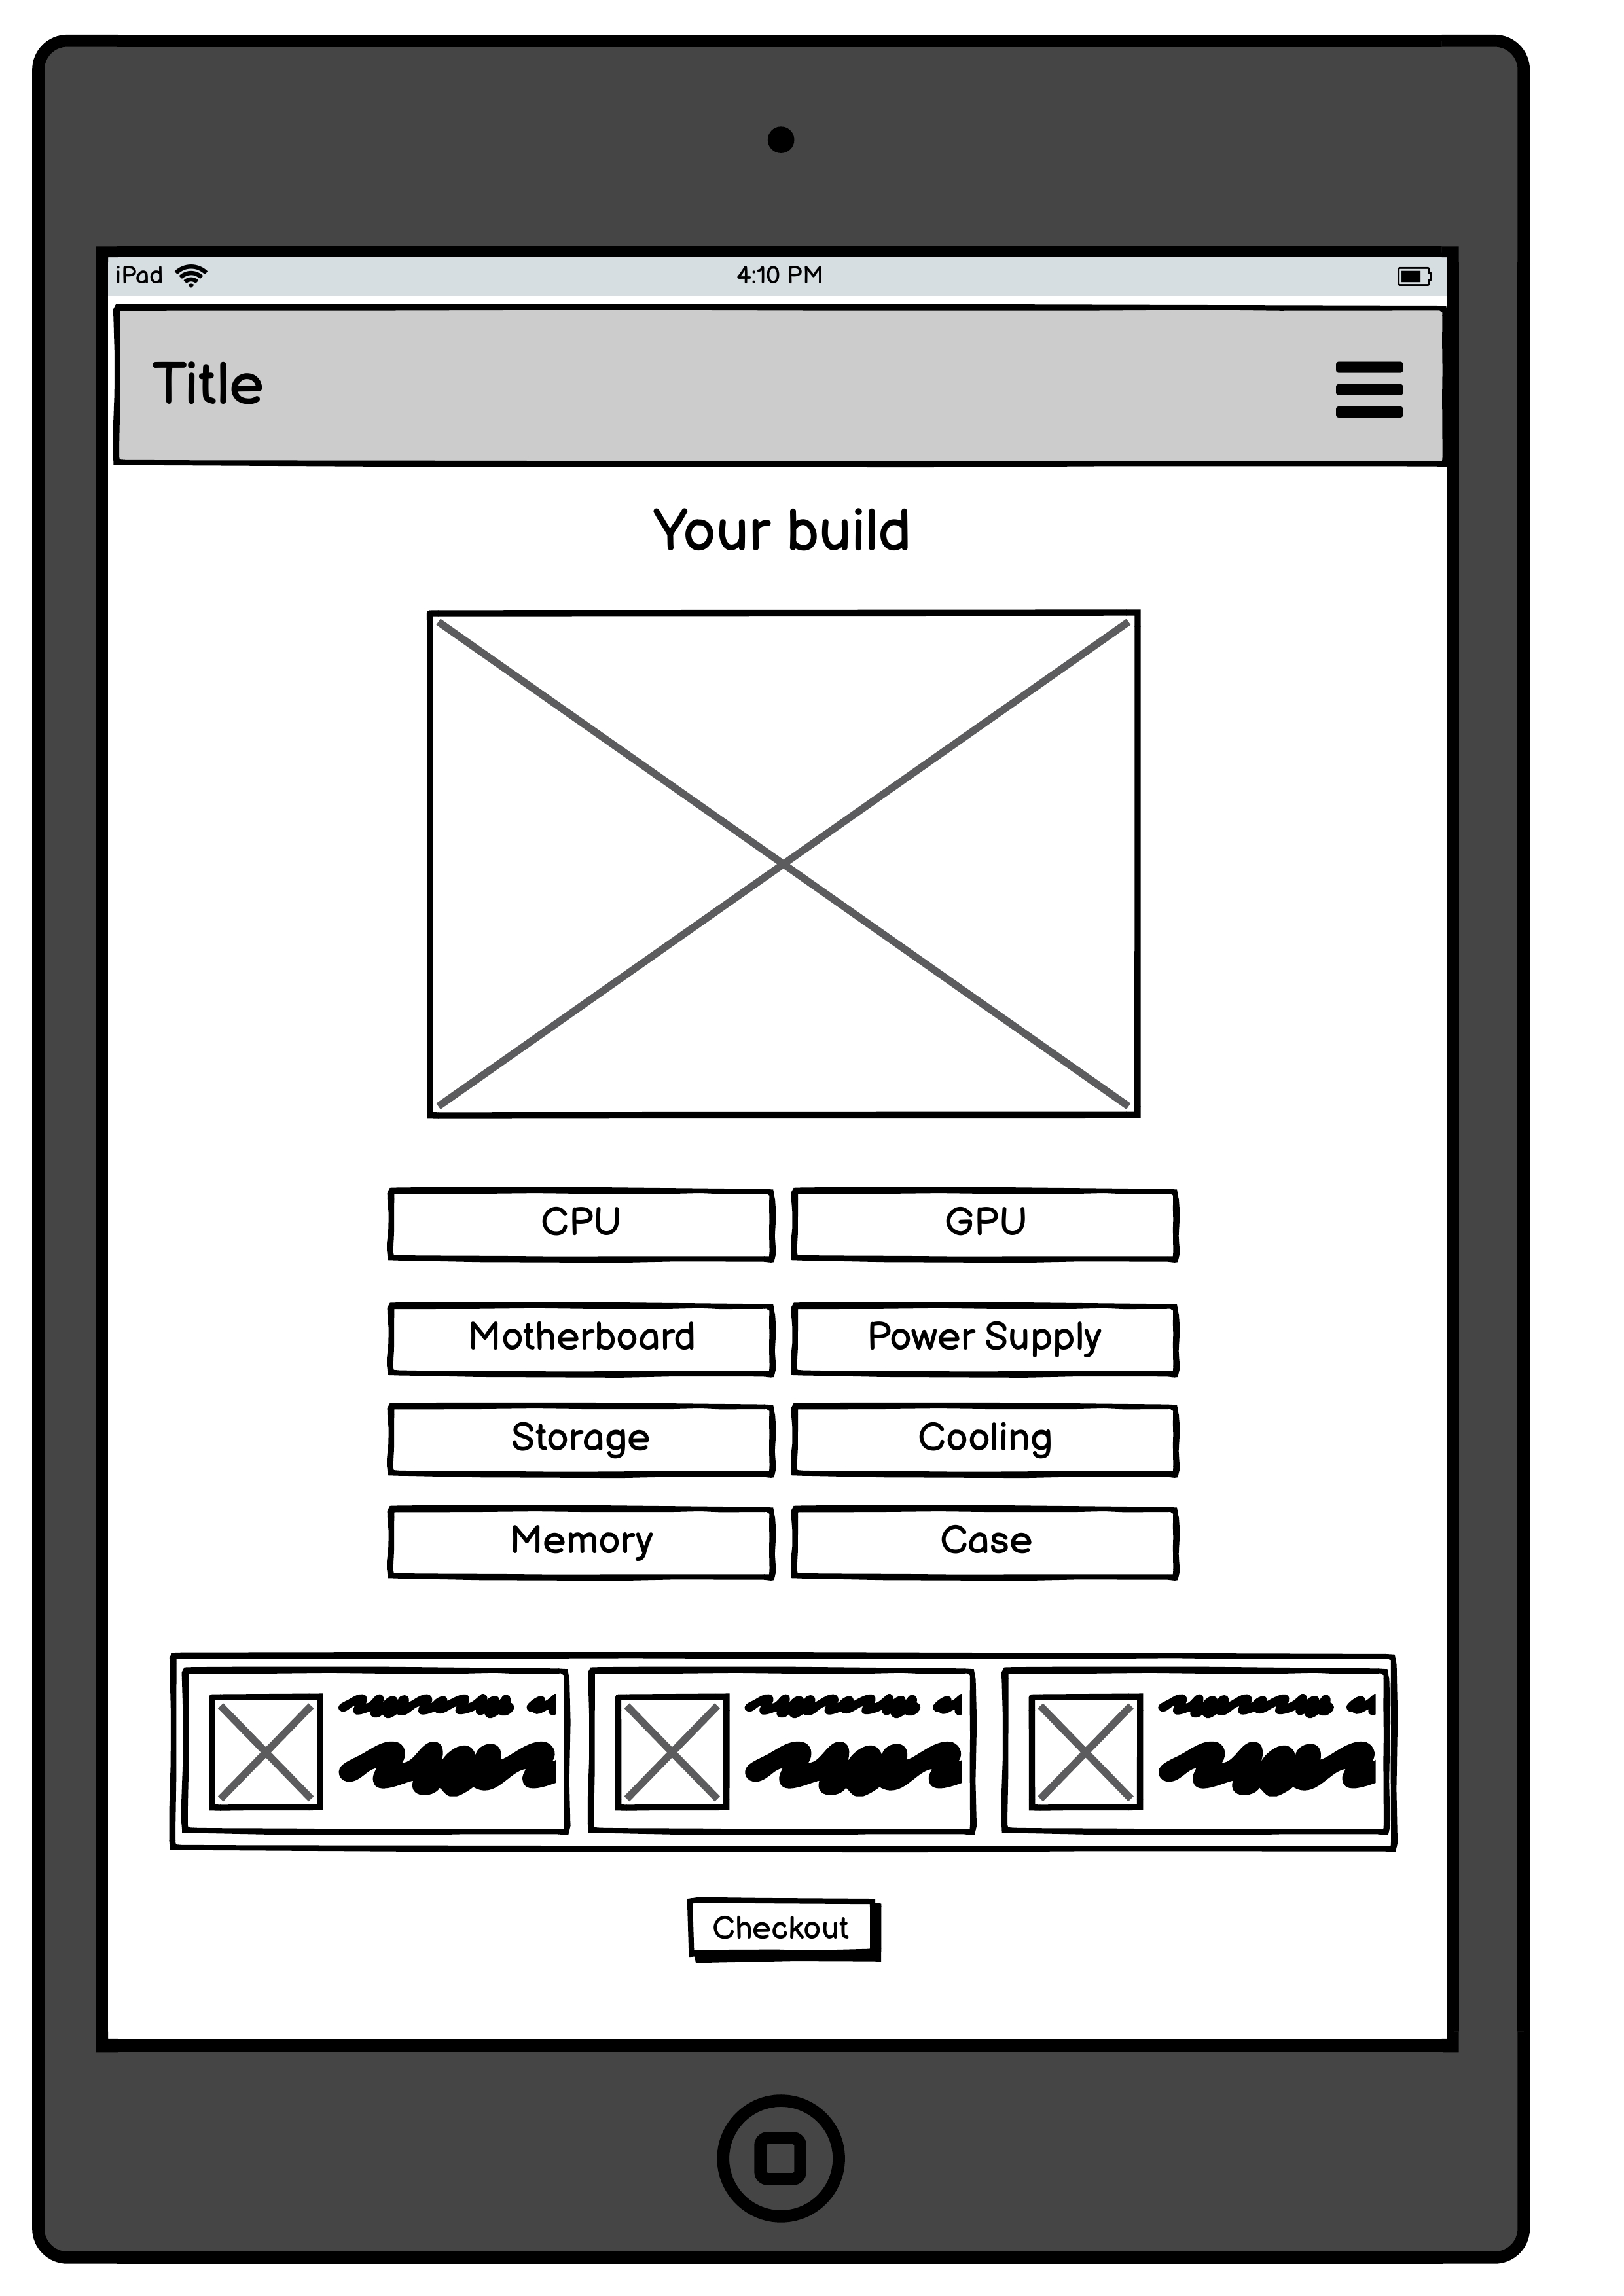 iPad 4:10 PM
Title
Your build
CPU GPU
Motherboard Power Supply
Storage Cooling
Memory Case
Checkout